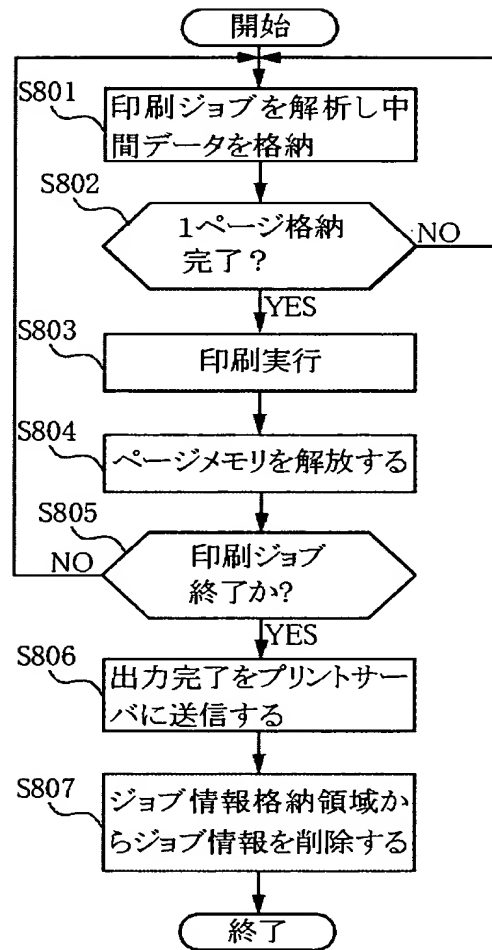 開始
S801
印刷ジョブを解析し中
間データを格納
S802
1ページ格納
完了?
NO
YES
S803
印刷実行
S804
ページメモリを解放する
S805
印刷ジョブ
終了か?
NO
YES
S806
出力完了をプリントサー
バに送信する
S807
ジョブ情報格納領域か
らジョブ情報を削除する
終了